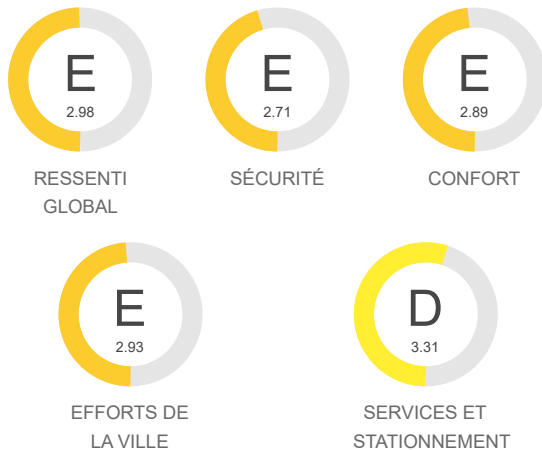 E
2.98
RESSENTI
GLOBAL
E
2.71
SÉCURITÉ
E
2.89
CONFORT
E
2.93
EFFORTS DE
LA VILLE
D
3.31
SERVICES ET
STATIONNEMENT